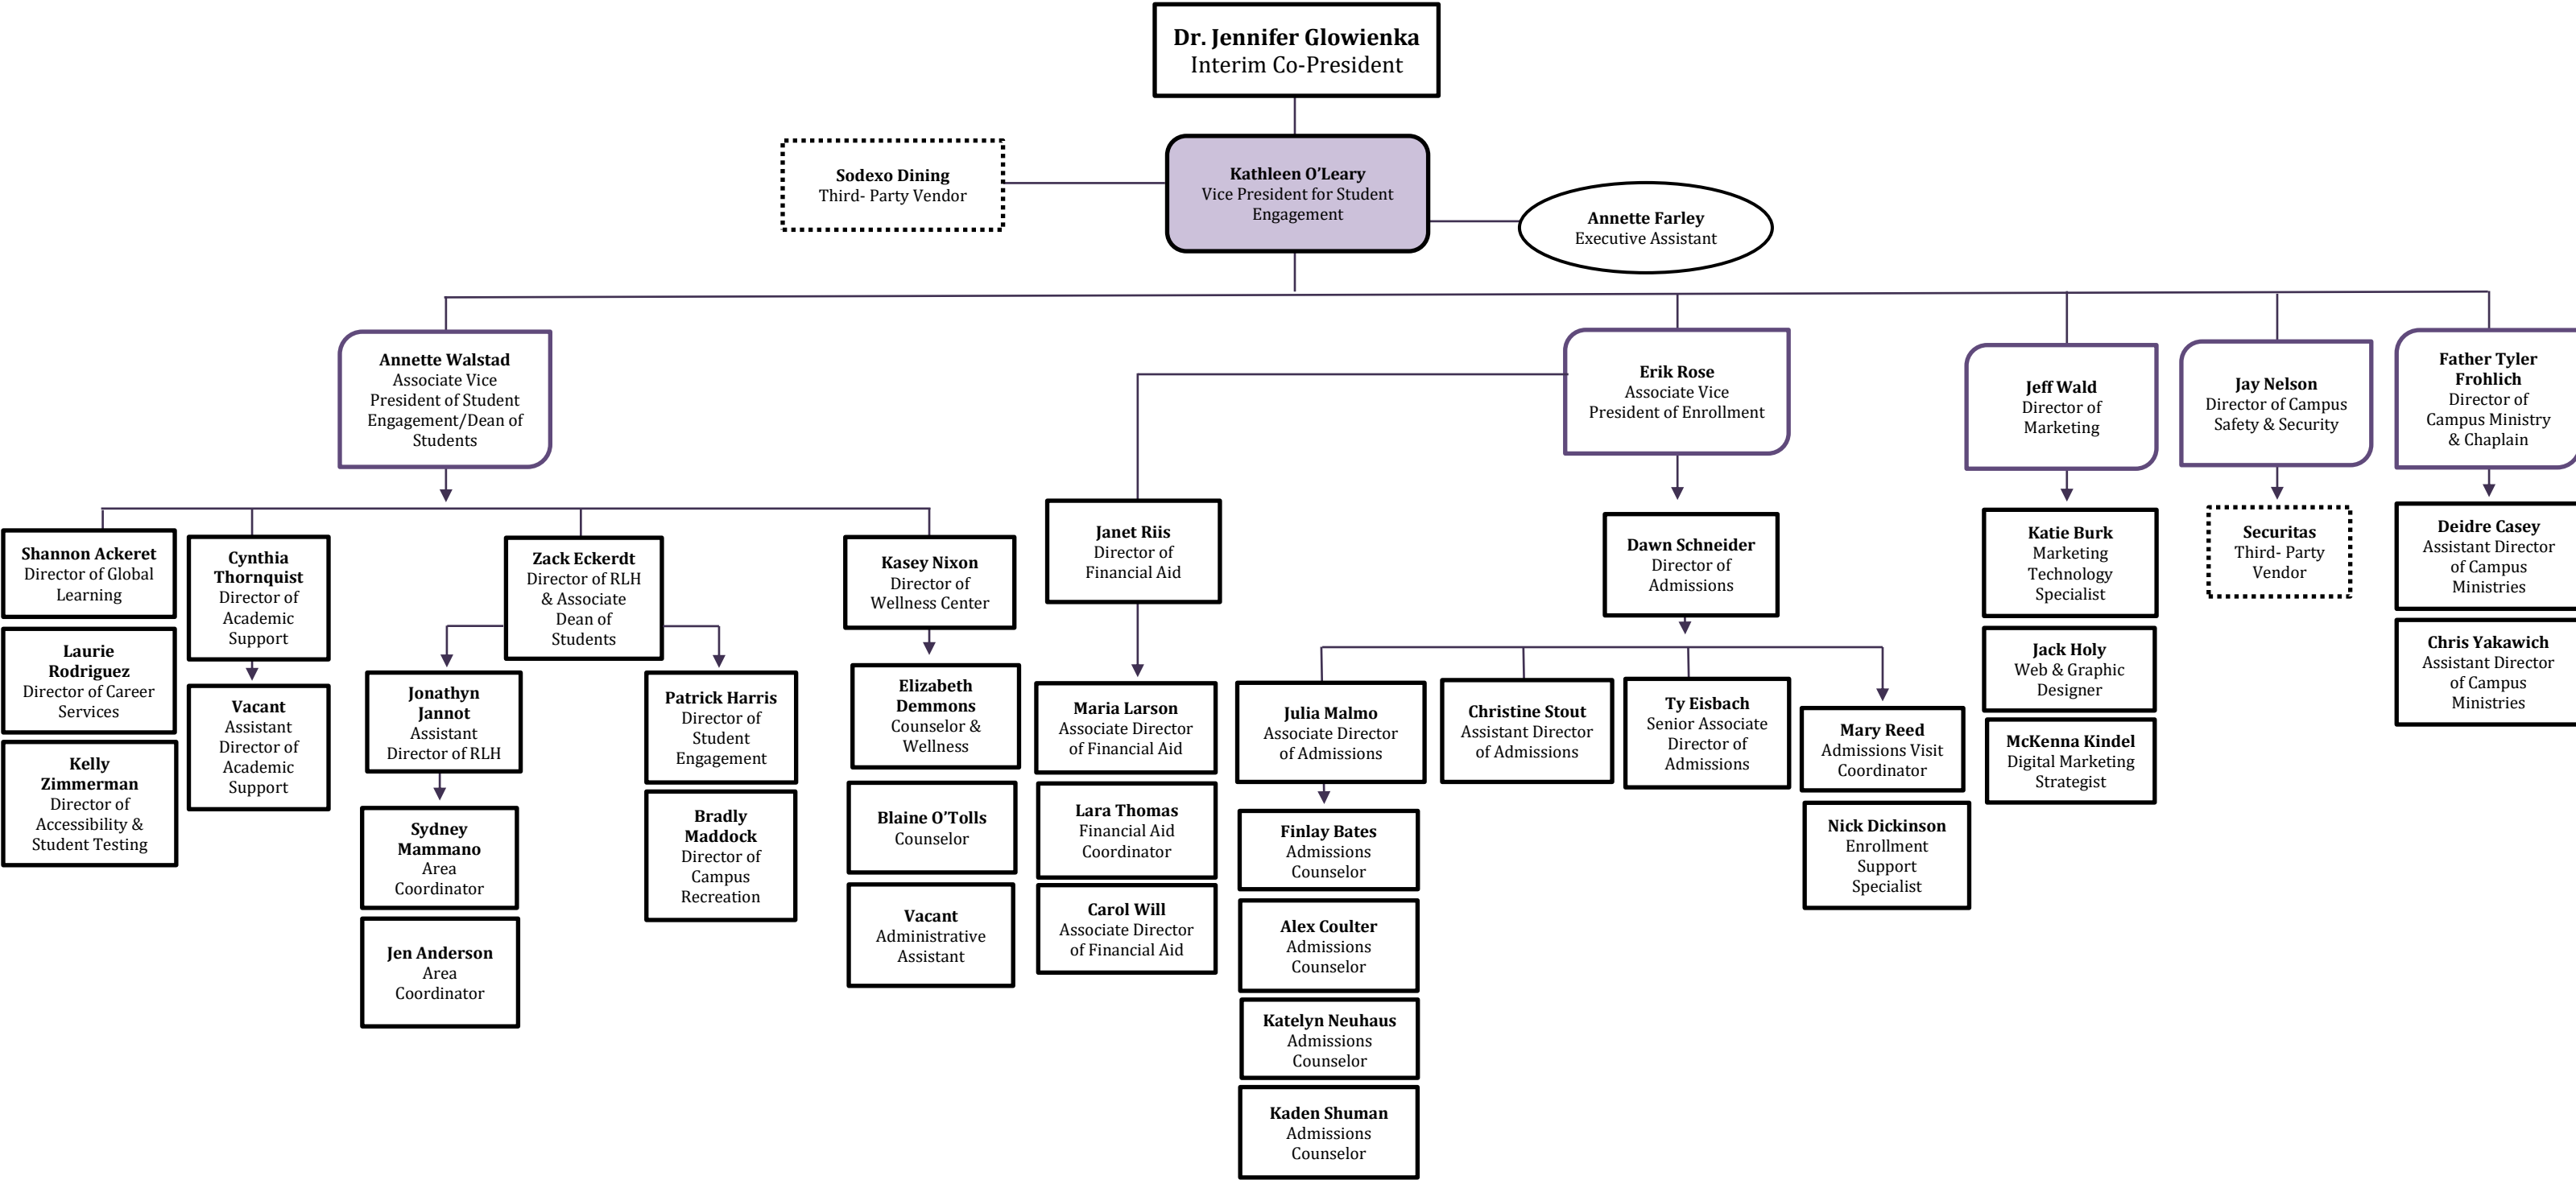 Dr. Jennifer Glowienka
Interim Co-President
Sodexo Dining
Third- Party Vendor
Kathleen O’Leary
Vice President for Student
Engagement
Annette Farley
Executive Assistant
Annette Walstad
Associate Vice
President of Student
Engagement/Dean of
Students
Erik Rose
Associate Vice
President of Enrollment
Jeff Wald
Director of
Marketing
Jay Nelson
Director of Campus
Safety & Security
Father Tyler
Frohlich
Director of
Campus Ministry
& Chaplain
Shannon Ackeret
Director of Global
Learning
Laurie
Rodriguez
Director of Career
Services
Kelly
Zimmerman
Director of
Accessibility &
Student Testing
Cynthia
Thornquist
Director of
Academic
Support
Vacant
Assistant
Director of
Academic
Support
Zack Eckerdt
Director of RLH
& Associate
Dean of
Students
Jonathyn
Jannot
Assistant
Director of RLH
Sydney
Mammano
Area
Coordinator
Jen Anderson
Area
Coordinator
Patrick Harris
Director of
Student
Engagement
Bradly
Maddock
Director of
Campus
Recreation
Kasey Nixon
Director of
Wellness Center
Elizabeth
Demmons
Counselor &
Wellness
Blaine O’Tolls
Counselor
Vacant
Administrative
Assistant
Janet Riis
Director of
Financial Aid
Maria Larson
Associate Director
of Financial Aid
Lara Thomas
Financial Aid
Coordinator
Carol Will
Associate Director
of Financial Aid
Dawn Schneider
Director of
Admissions
Julia Malmo
Associate Director
of Admissions
Finlay Bates
Admissions
Counselor
Alex Coulter
Admissions
Counselor
Katelyn Neuhaus
Admissions
Counselor
Kaden Shuman
Admissions
Counselor
Christine Stout
Assistant Director
of Admissions
Ty Eisbach
Senior Associate
Director of
Admissions
Mary Reed
Admissions Visit
Coordinator
Nick Dickinson
Enrollment
Support
Specialist
Katie Burk
Marketing
Technology
Specialist
Jack Holy
Web & Graphic
Designer
McKenna Kindel
Digital Marketing
Strategist
Securitas
Third- Party
Vendor
Deidre Casey
Assistant Director
of Campus
Ministries
Chris Yakawich
Assistant Director
of Campus
Ministries